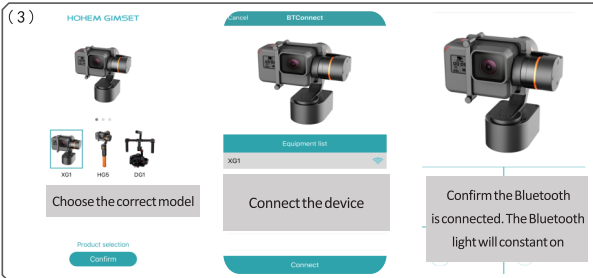 (3)
HOHEM GIMSET
XG1
HG5
DG1
Choose the correct model
Product selection
Confirm
Cancel
BTConnect
Equipment list
XG1
Connect the device
Connect
Confirm the Bluetooth
is connected. The Bluetooth
light will constant on